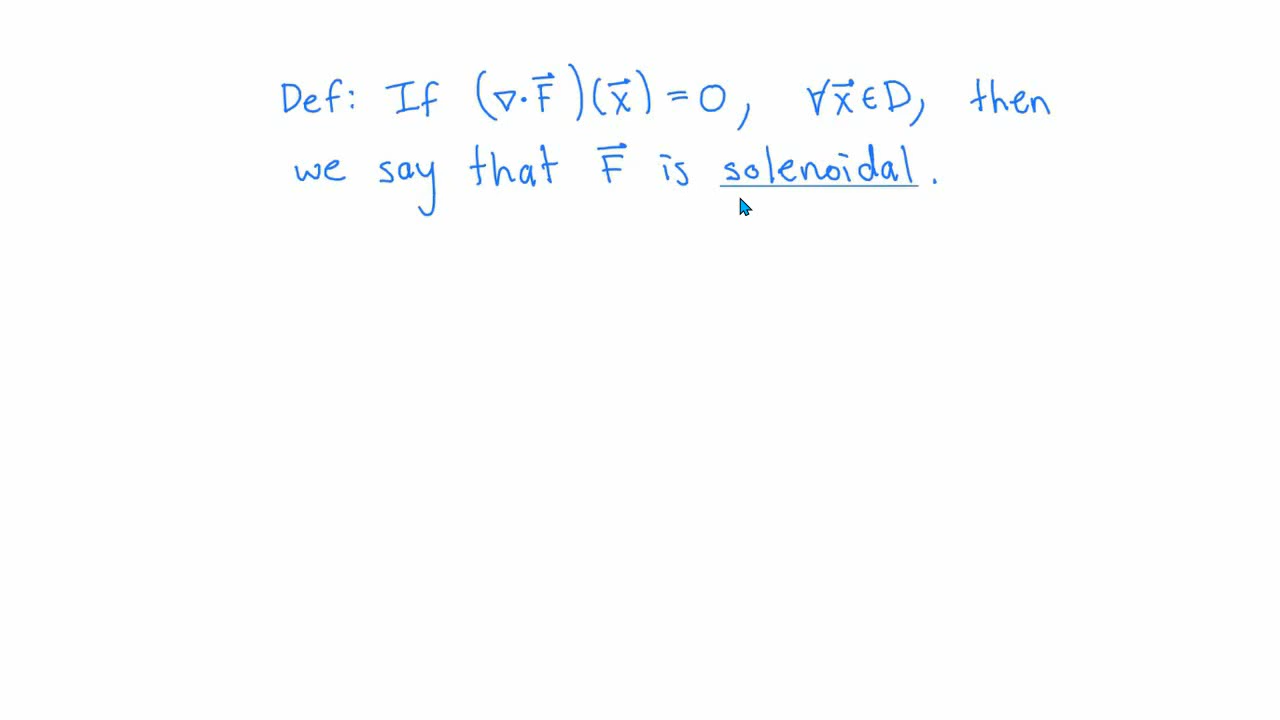 Def: If (∇·F⃗)(x⃗) = 0, ∀x⃗∈D, then
we say that F⃗ is solenoidal.